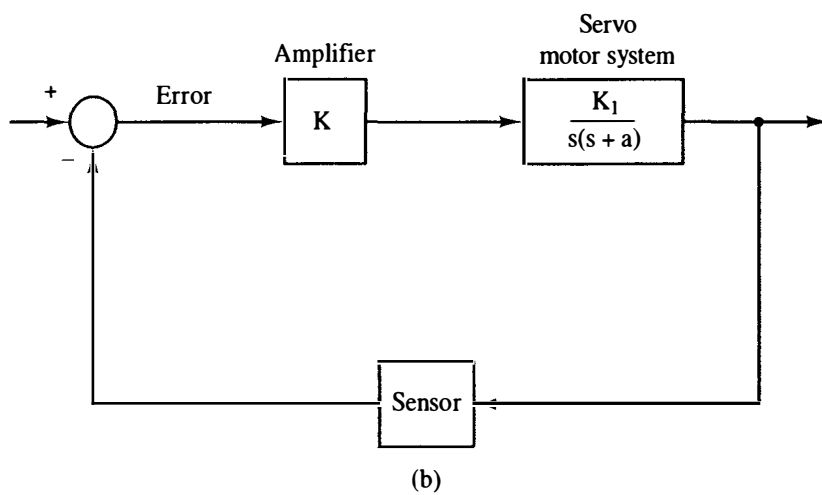 Servo
motor system
Amplifier
+
Error
K
K₁
s(s + a)
−
Sensor
(b)